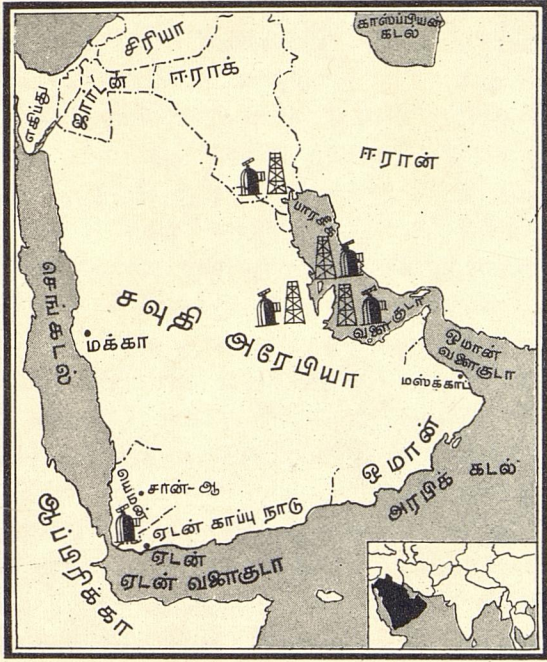 காஸ்ப்பியன்
கடல்
சிரியா
ஈராக்
ஜார்டன்
எகிப்து
ஈரான்
பாரசீக
வளைகுடா
செங்கடல்
சவுதி
அரேபியா
மக்கா
ஓமான்
வளைகுடா
மஸ்க்காட்
ஓமான்
அரபிக் கடல்
யெமன்
சான்-ஆ
ஏடன் காப்பு நாடு
ஏடன்
ஏடன் வளைகுடா
ஆப்பிரிக்கா